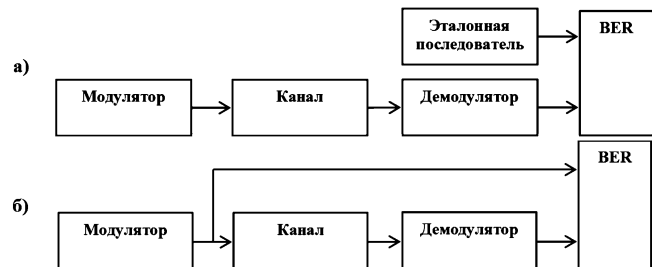 Эталонная
последователь
BER
а)
Модулятор
Канал
Демодулятор
BER
б)
Модулятор
Канал
Демодулятор